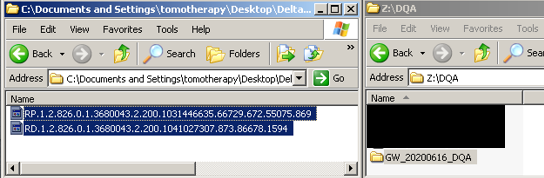 C:\Documents and Settings\tomotherapy\Desktop\Delta...
File Edit View Favorites Tools
Back Search Folders
Address C:\Documents and Settings\tomotherapy\Desktop\Del Go
Name
RP.1.2.826.0.1.3680043.2.200.1031446635.66729.672.55075.869
RD.1.2.826.0.1.3680043.2.200.1041027307.873.86678.1594
Z:\DQA
File Edit View Favorites Tools H
Back Search
Address Z:\DQA
Name
GW_20200616_DQA